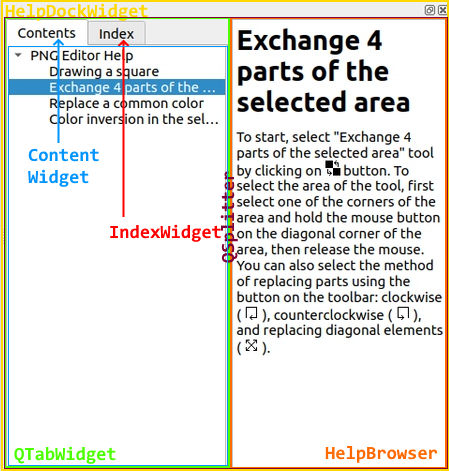 HelpDockWidget
Contents
Index
PNG Editor Help
Drawing a square
Exchange 4 parts of the ...
Replace a common color
Color inversion in the sel...
Content
Widget
IndexWidget
QTabWidget
QSplitter
Exchange 4
parts of the
selected area
To start, select "Exchange 4
parts of the selected area" tool
by clicking on button. To
select the area of the tool, first
select one of the corners of the
area and hold the mouse button
on the diagonal corner of the
area, then release the mouse.
You can also select the method
of replacing parts using the
button on the toolbar: clockwise
( ), counterclockwise ( ),
and replacing diagonal elements
( ).
HelpBrowser